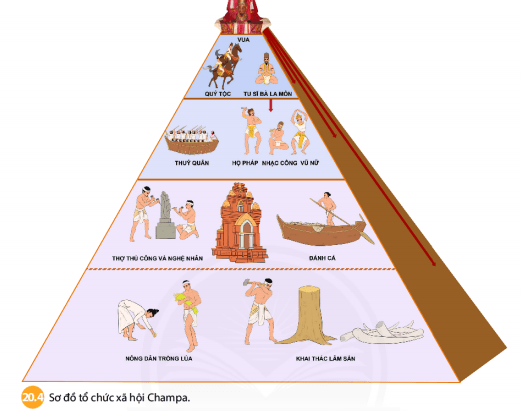 VUA
QUÝ TỘC
TU SĨ BÀ LA MÔN
THUỶ QUÂN
HỌ PHÁP
NHẠC CÔNG
VŨ NỮ
THỢ THỦ CÔNG VÀ NGHỆ NHÂN
ĐÁNH CÁ
NÔNG DÂN TRỒNG LÚA
KHAI THÁC LÂM SẢN
20.4 Sơ đồ tổ chức xã hội Champa.